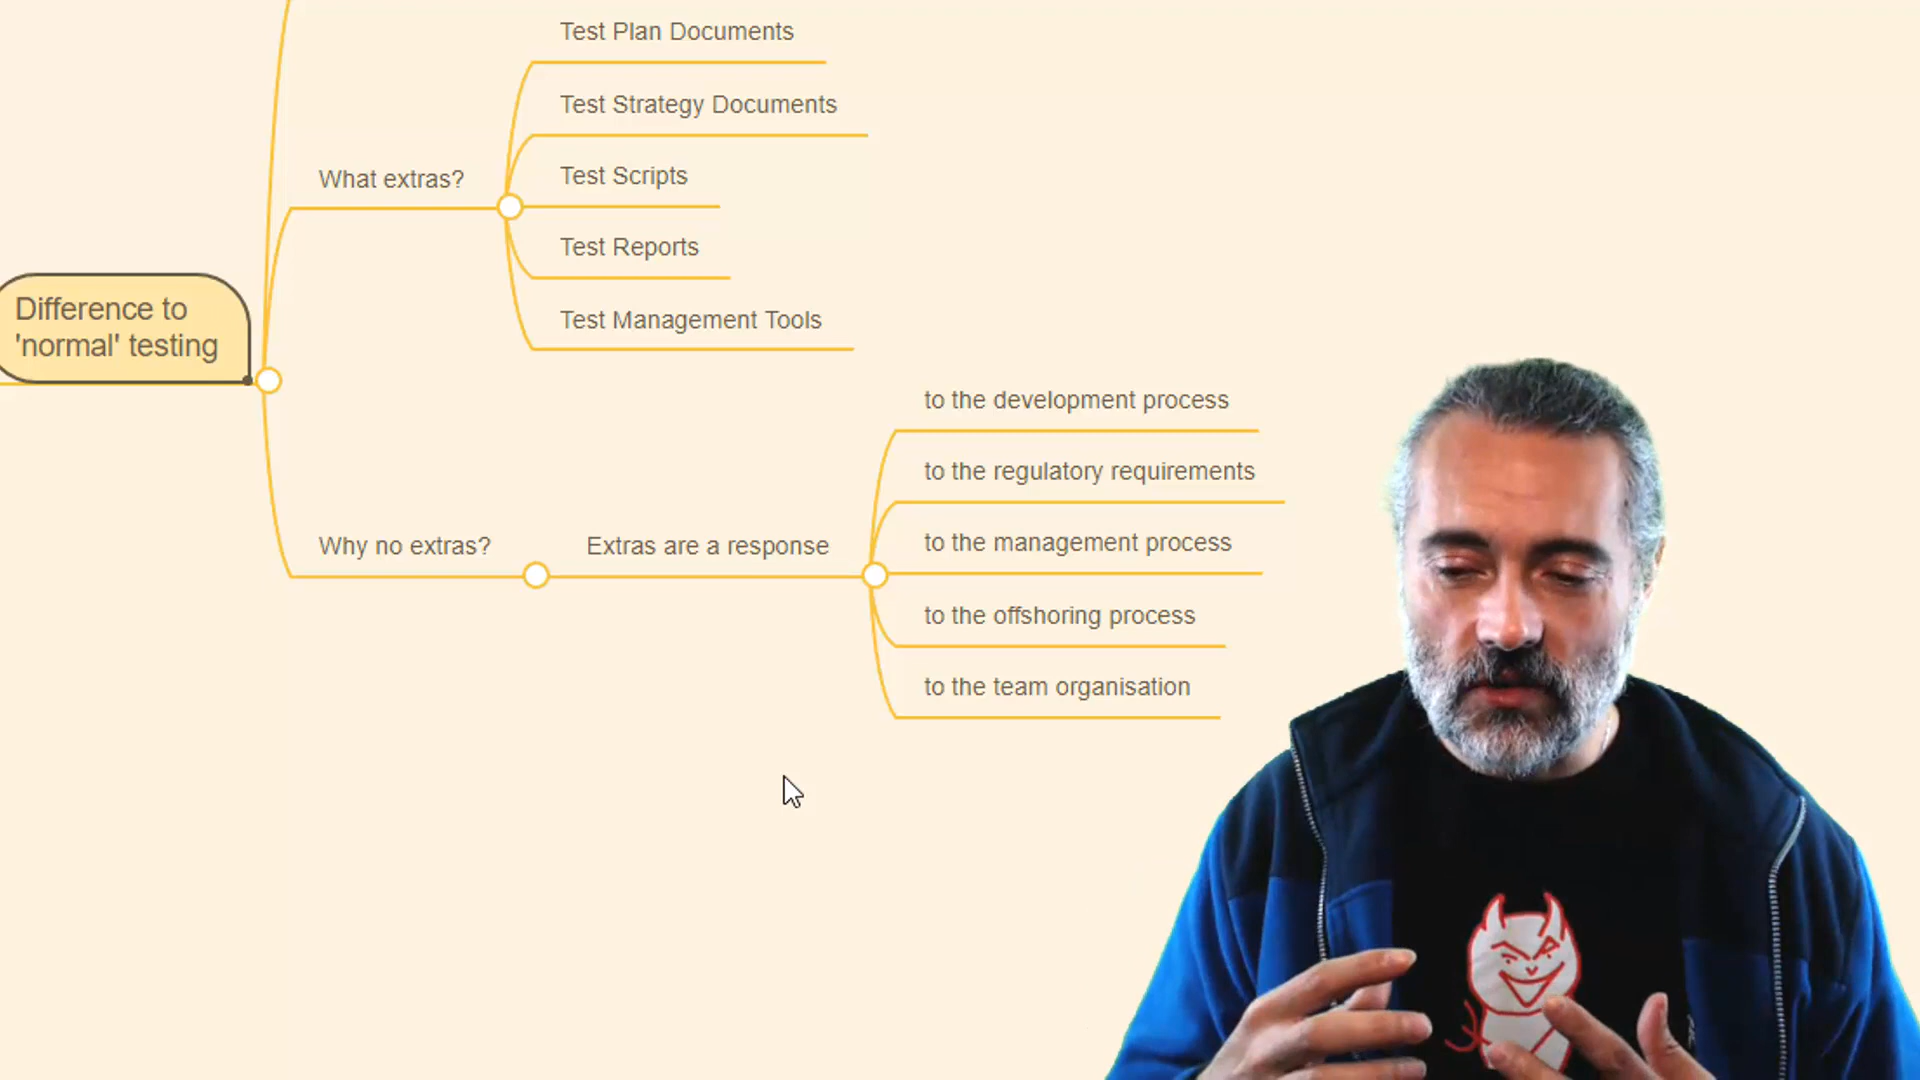 Test Plan Documents
Test Strategy Documents
What extras?
Test Scripts
Test Reports
Difference to
'normal' testing
Test Management Tools
to the development process
to the regulatory requirements
Why no extras?
Extras are a response
to the management process
to the offshoring process
to the team organisation